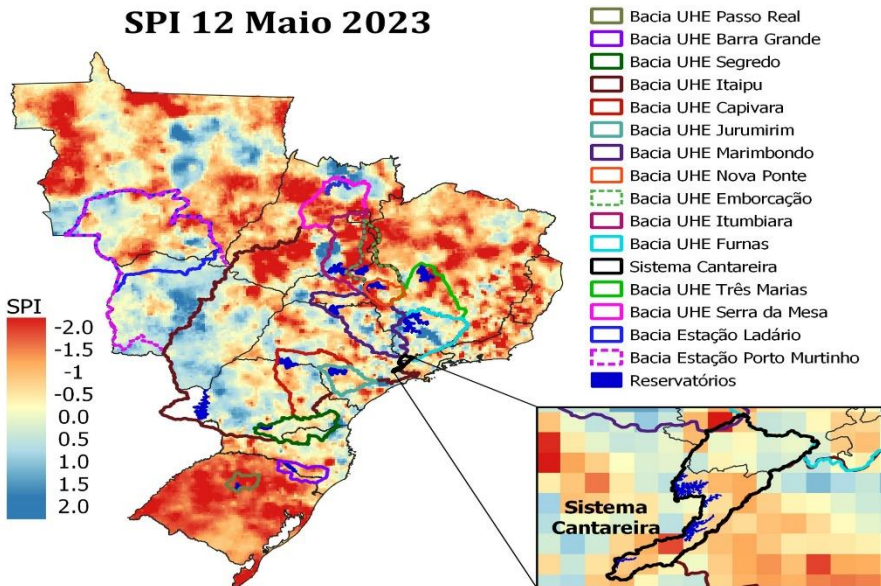 SPI 12 Maio 2023
Bacia UHE Passo Real
Bacia UHE Barra Grande
Bacia UHE Segredo
Bacia UHE Itaipu
Bacia UHE Capivara
Bacia UHE Jurumirim
Bacia UHE Marimbondo
Bacia UHE Nova Ponte
Bacia UHE Emborcação
Bacia UHE Itumbiara
Bacia UHE Furnas
Sistema Cantareira
Bacia UHE Três Marias
Bacia UHE Serra da Mesa
Bacia Estação Ladário
Bacia Estação Porto Murtinho
Reservatórios
SPI
-2.0
-1.5
-1
-0.5
0.0
0.5
1.0
2.0
Sistema
Cantareira